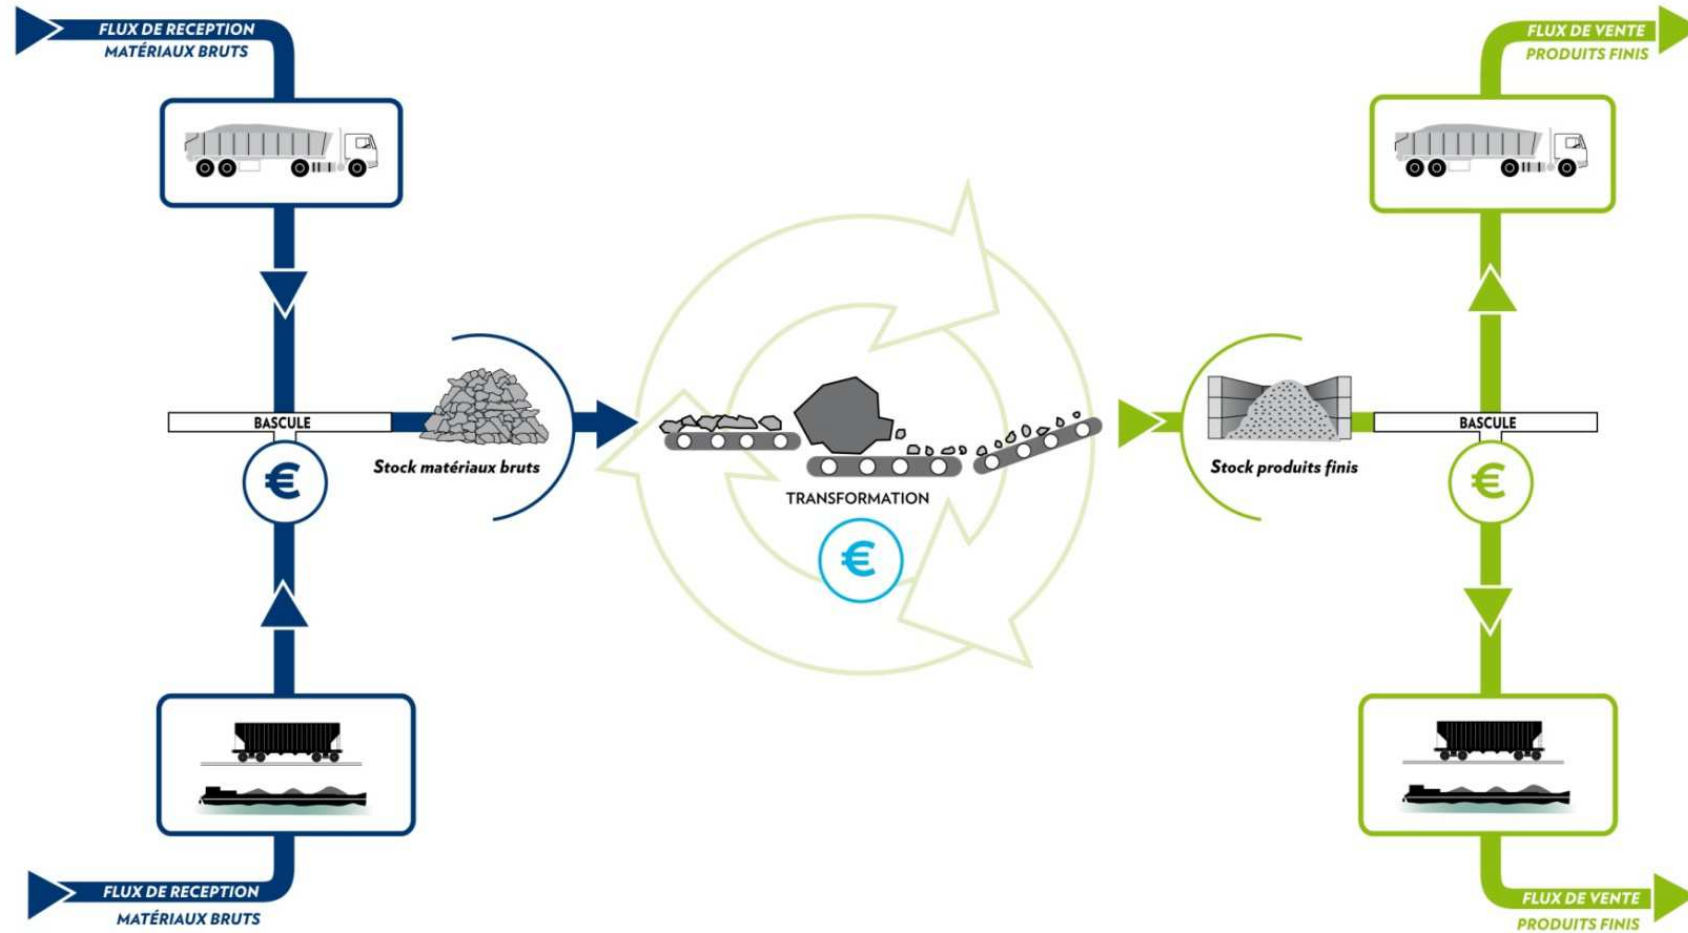 FLUX DE RECEPTION
MATÉRIAUX BRUTS
FLUX DE VENTE
PRODUITS FINIS
BASCULE
€
Stock matériaux bruts
TRANSFORMATION
€
Stock produits finis
BASCULE
€
FLUX DE RECEPTION
MATÉRIAUX BRUTS
FLUX DE VENTE
PRODUITS FINIS